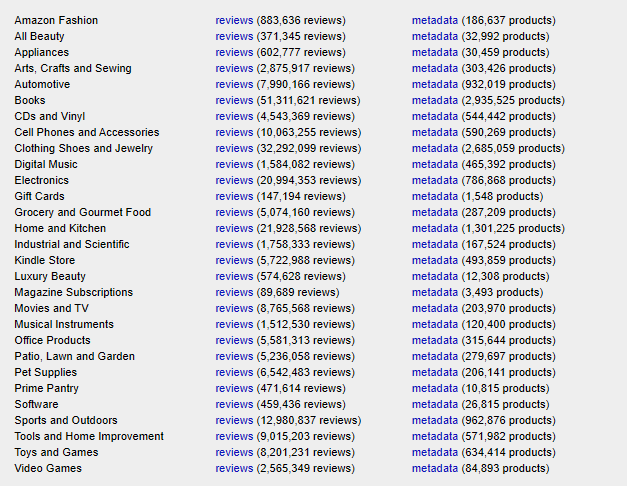 Amazon Fashion reviews (883,636 reviews) metadata (186,637 products)
All Beauty reviews (371,345 reviews) metadata (32,992 products)
Appliances reviews (602,777 reviews) metadata (30,459 products)
Arts, Crafts and Sewing reviews (2,875,917 reviews) metadata (303,426 products)
Automotive reviews (7,990,166 reviews) metadata (932,019 products)
Books reviews (51,311,621 reviews) metadata (2,935,525 products)
CDs and Vinyl reviews (4,543,369 reviews) metadata (544,442 products)
Cell Phones and Accessories reviews (10,063,255 reviews) metadata (590,269 products)
Clothing Shoes and Jewelry reviews (32,292,099 reviews) metadata (2,685,059 products)
Digital Music reviews (1,584,082 reviews) metadata (465,392 products)
Electronics reviews (20,994,353 reviews) metadata (786,868 products)
Gift Cards reviews (147,194 reviews) metadata (1,548 products)
Grocery and Gourmet Food reviews (5,074,160 reviews) metadata (287,209 products)
Home and Kitchen reviews (21,928,568 reviews) metadata (1,301,225 products)
Industrial and Scientific reviews (1,758,333 reviews) metadata (167,524 products)
Kindle Store reviews (5,722,988 reviews) metadata (493,859 products)
Luxury Beauty reviews (574,628 reviews) metadata (12,308 products)
Magazine Subscriptions reviews (89,689 reviews) metadata (3,493 products)
Movies and TV reviews (8,765,568 reviews) metadata (203,970 products)
Musical Instruments reviews (1,512,530 reviews) metadata (120,400 products)
Office Products reviews (5,581,313 reviews) metadata (315,644 products)
Patio, Lawn and Garden reviews (5,236,058 reviews) metadata (279,697 products)
Pet Supplies reviews (6,542,483 reviews) metadata (206,141 products)
Prime Pantry reviews (471,614 reviews) metadata (10,815 products)
Software reviews (459,436 reviews) metadata (26,815 products)
Sports and Outdoors reviews (12,980,837 reviews) metadata (962,876 products)
Tools and Home Improvement reviews (9,015,203 reviews) metadata (571,982 products)
Toys and Games reviews (8,201,231 reviews) metadata (634,414 products)
Video Games reviews (2,565,349 reviews) metadata (84,893 products)